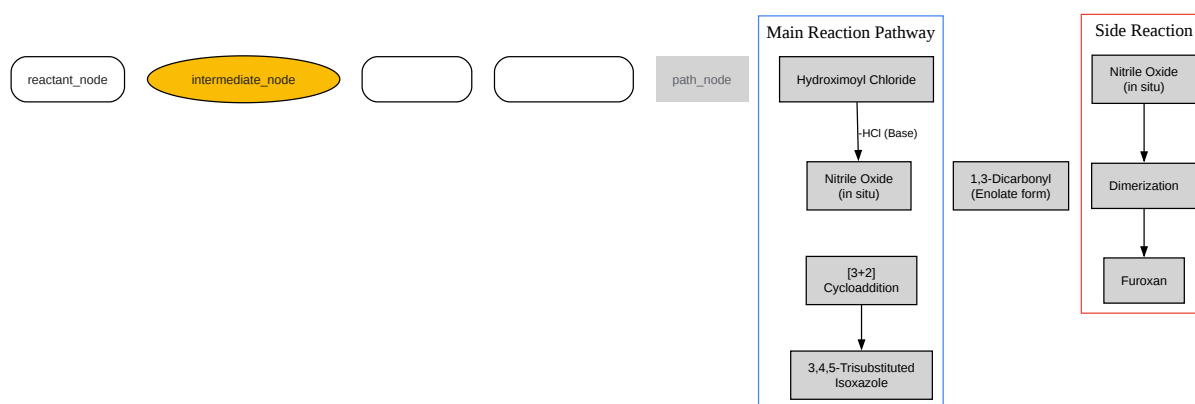 reactant_node
intermediate_node
path_node
Main Reaction Pathway
Hydroximoyl Chloride
-HCl (Base)
Nitrile Oxide
(in situ)
[3+2]
Cycloaddition
3,4,5-Trisubstituted
Isoxazole
1,3-Dicarbonyl
(Enolate form)
Side Reaction
Nitrile Oxide
(in situ)
Dimerization
Furoxan